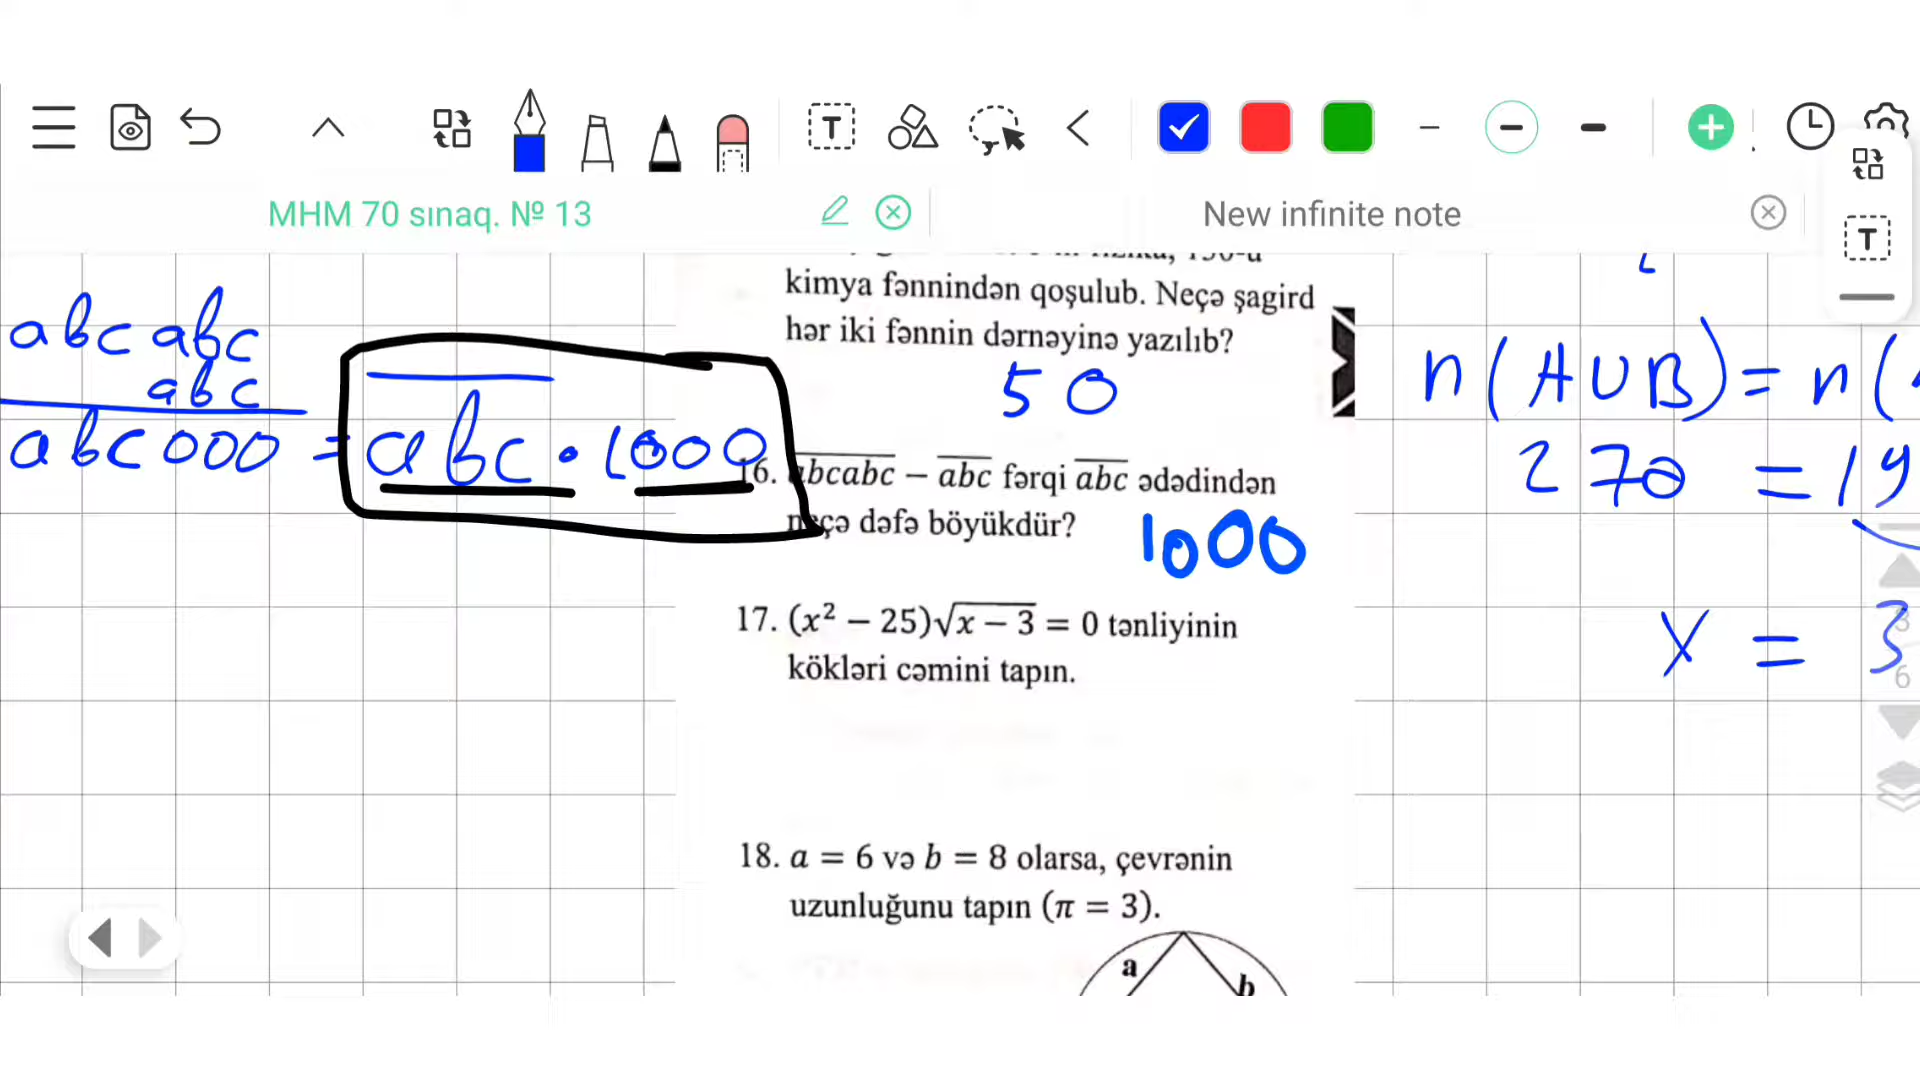 MHM 70 sınaq. № 13
New infinite note
kimya fənnindən qoşulub. Neçə şagird
hər iki fənnin dərnəyinə yazılıb?
50
abcabc
abc
abc000 = abc · 1000
16. abcabc − abc fərqi abc ədədindən
neçə dəfə böyükdür?
1000
17. (x² − 25)√x − 3 = 0 tənliyinin
kökləri cəmini tapın.
18. a = 6 və b = 8 olarsa, çevrənin
uzunluğunu tapın (π = 3).
a
b
n(AUB) = n(
270 = 19
x = 3